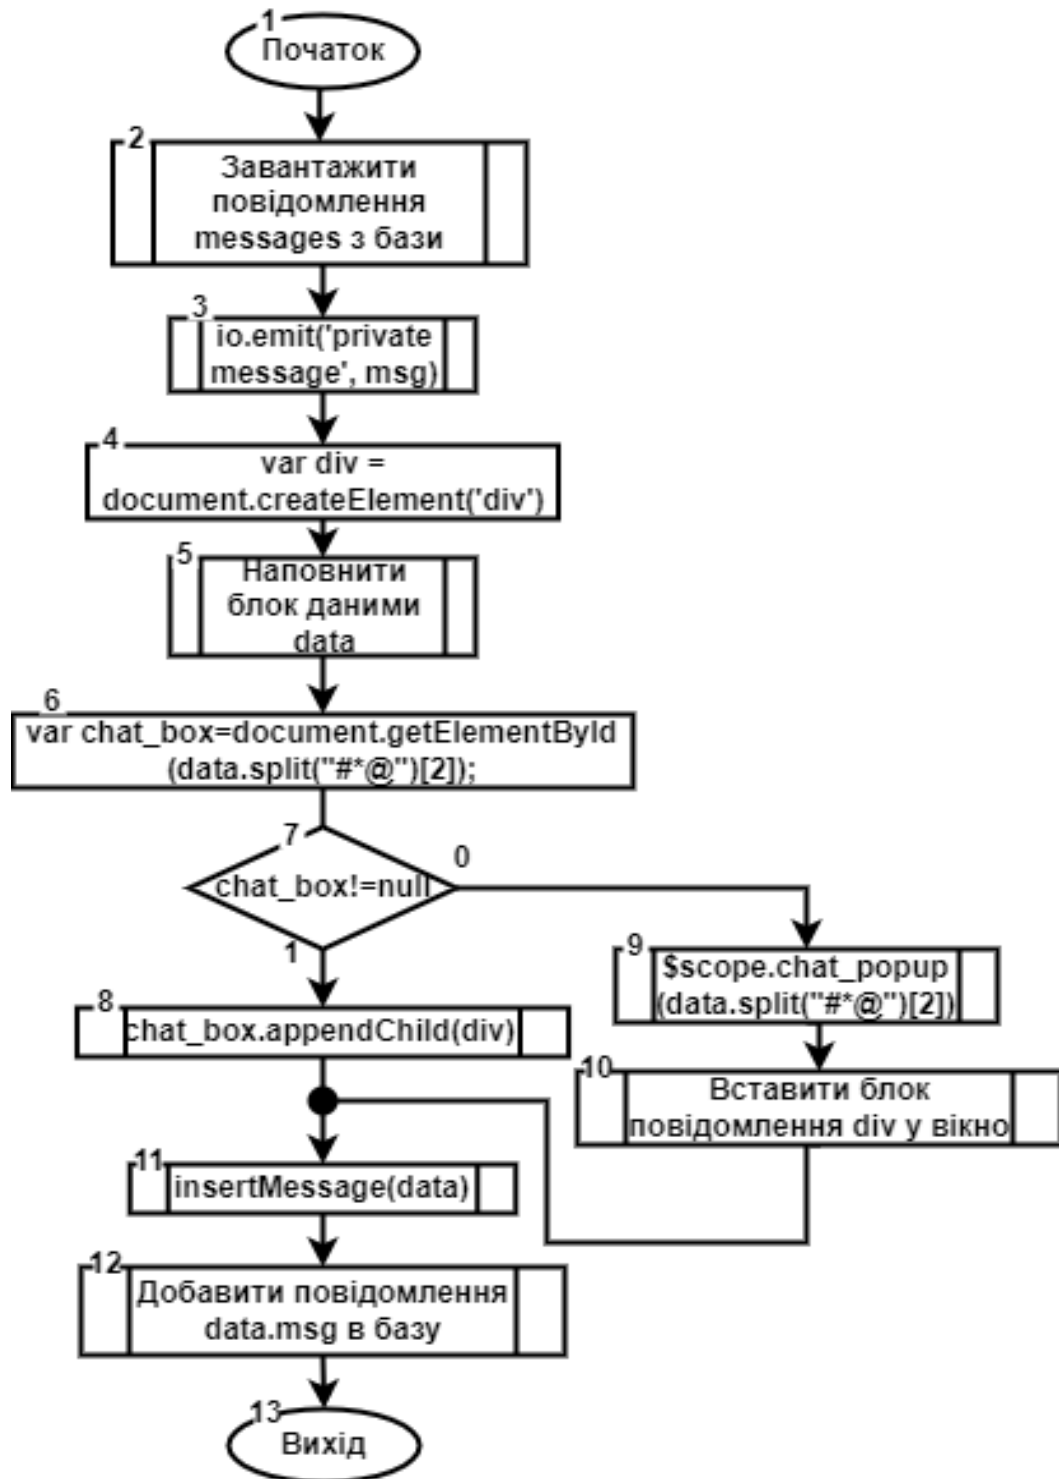 1
Початок
2
Завантажити
повідомлення
messages з бази
3
io.emit('private
message', msg)
4
var div =
document.createElement('div')
5
Наповнити
блок даними
data
6
var chat_box=document.getElementById
(data.split("#*@")[2]);
7
chat_box!=null
0
1
8
chat_box.appendChild(div)
9
$scope.chat_popup
(data.split("#*@")[2])
10
Вставити блок
повідомлення div у вікно
11
insertMessage(data)
12
Добавити повідомлення
data.msg в базу
13
Вихід